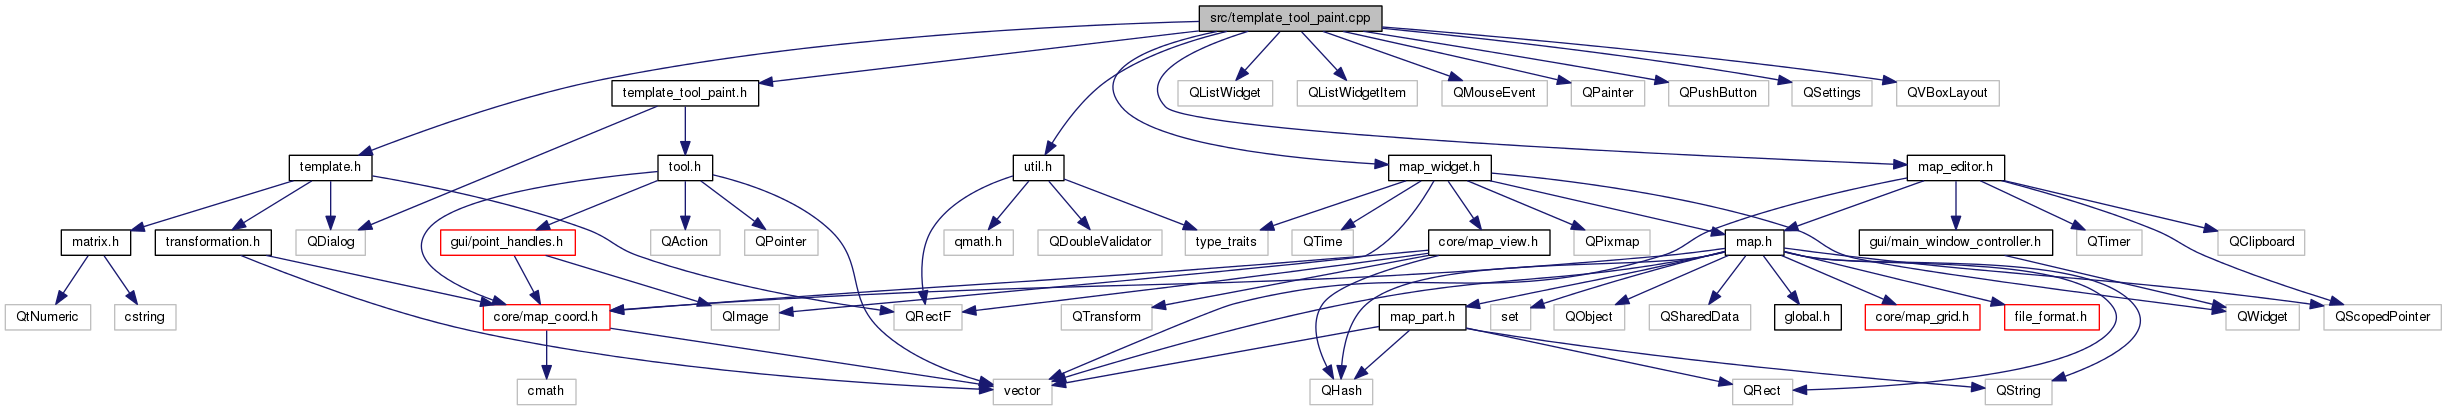 src/template_tool_paint.cpp
template_tool_paint.h
QListWidget
QListWidgetItem
QMouseEvent
QPainter
QPushButton
QSettings
QVBoxLayout
template.h
tool.h
util.h
map_widget.h
map_editor.h
matrix.h
transformation.h
QDialog
gui/point_handles.h
QAction
QPointer
qmath.h
QDoubleValidator
type_traits
QTime
core/map_view.h
QPixmap
map.h
gui/main_window_controller.h
QTimer
QClipboard
QtNumeric
cstring
core/map_coord.h
QImage
QRectF
QTransform
map_part.h
set
QObject
QSharedData
global.h
core/map_grid.h
file_format.h
QWidget
QScopedPointer
cmath
vector
QHash
QRect
QString